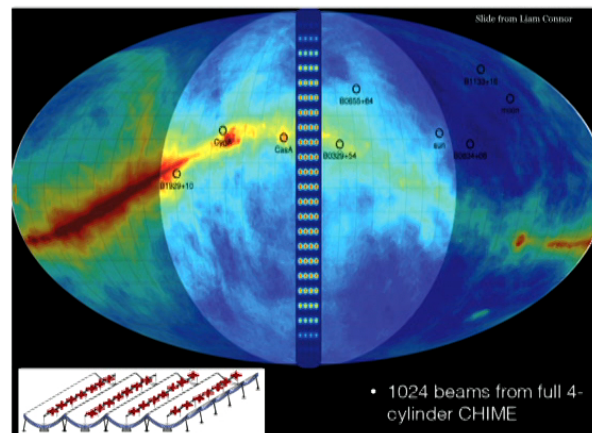 Slide from Liam Connor
B1133+16
B0655+64
moon
CygA
CasA
B0329+54
sun
B0834+06
B1929+10
• 1024 beams from full 4-
cylinder CHIME